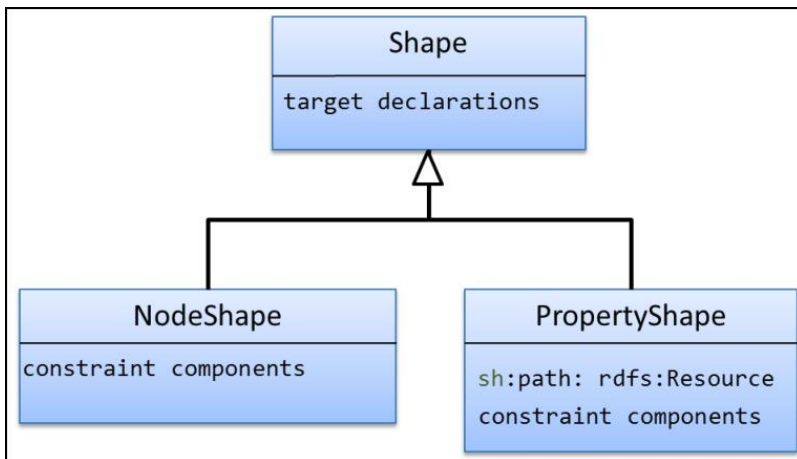 Shape
target declarations
NodeShape
constraint components
PropertyShape
sh:path: rdfs:Resource
constraint components